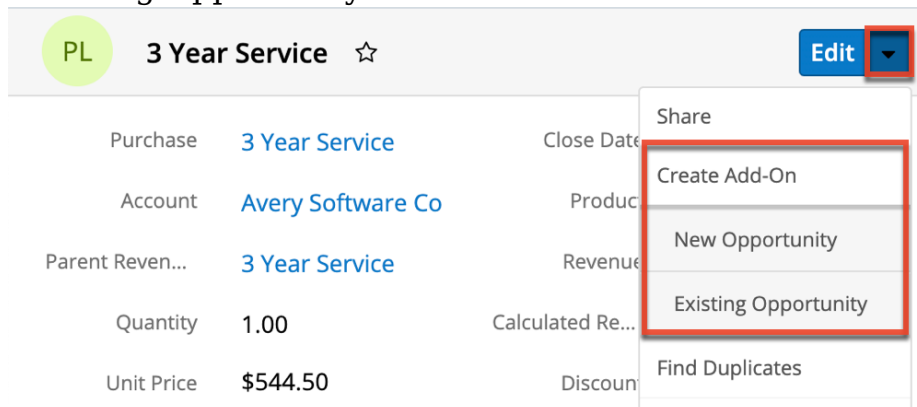 PL 3 Year Service Edit
Share
Purchase 3 Year Service Close Date
Create Add-On
Account Avery Software Co
New Opportunity
Parent Reven... 3 Year Service Revenue
Existing Opportunity
Quantity 1.00 Calculated Re...
Find Duplicates
Unit Price $544.50